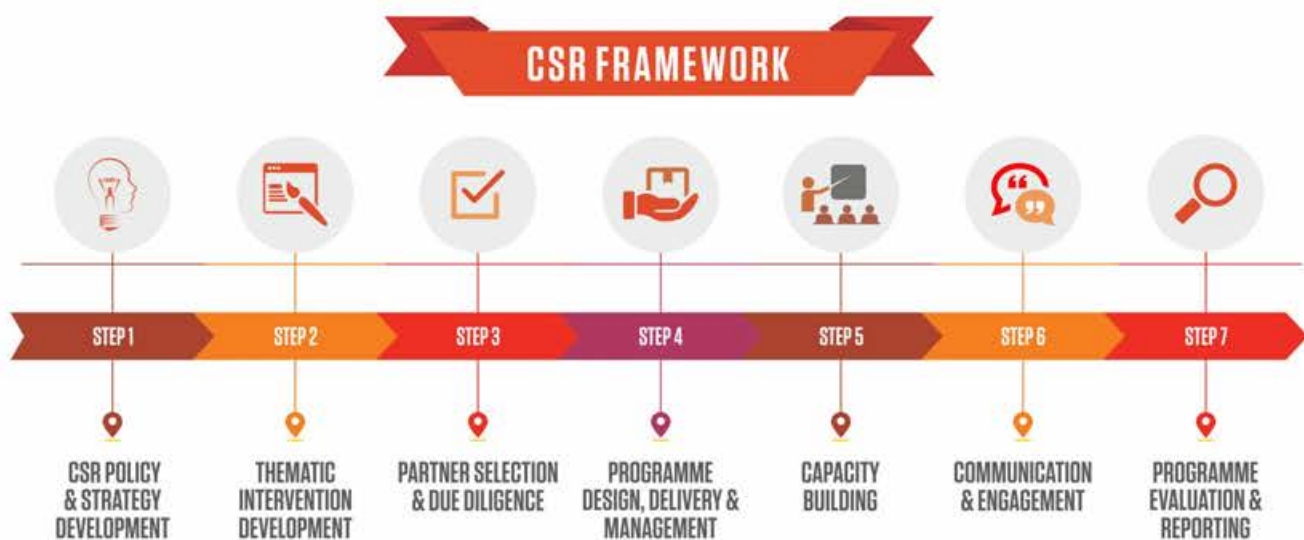 CSR FRAMEWORK
STEP 1
STEP 2
STEP 3
STEP 4
STEP 5
STEP 6
STEP 7
CSR POLICY
& STRATEGY
DEVELOPMENT
THEMATIC
INTERVENTION
DEVELOPMENT
PARTNER SELECTION
& DUE DILIGENCE
PROGRAMME
DESIGN, DELIVERY &
MANAGEMENT
CAPACITY
BUILDING
COMMUNICATION
& ENGAGEMENT
PROGRAMME
EVALUATION &
REPORTING